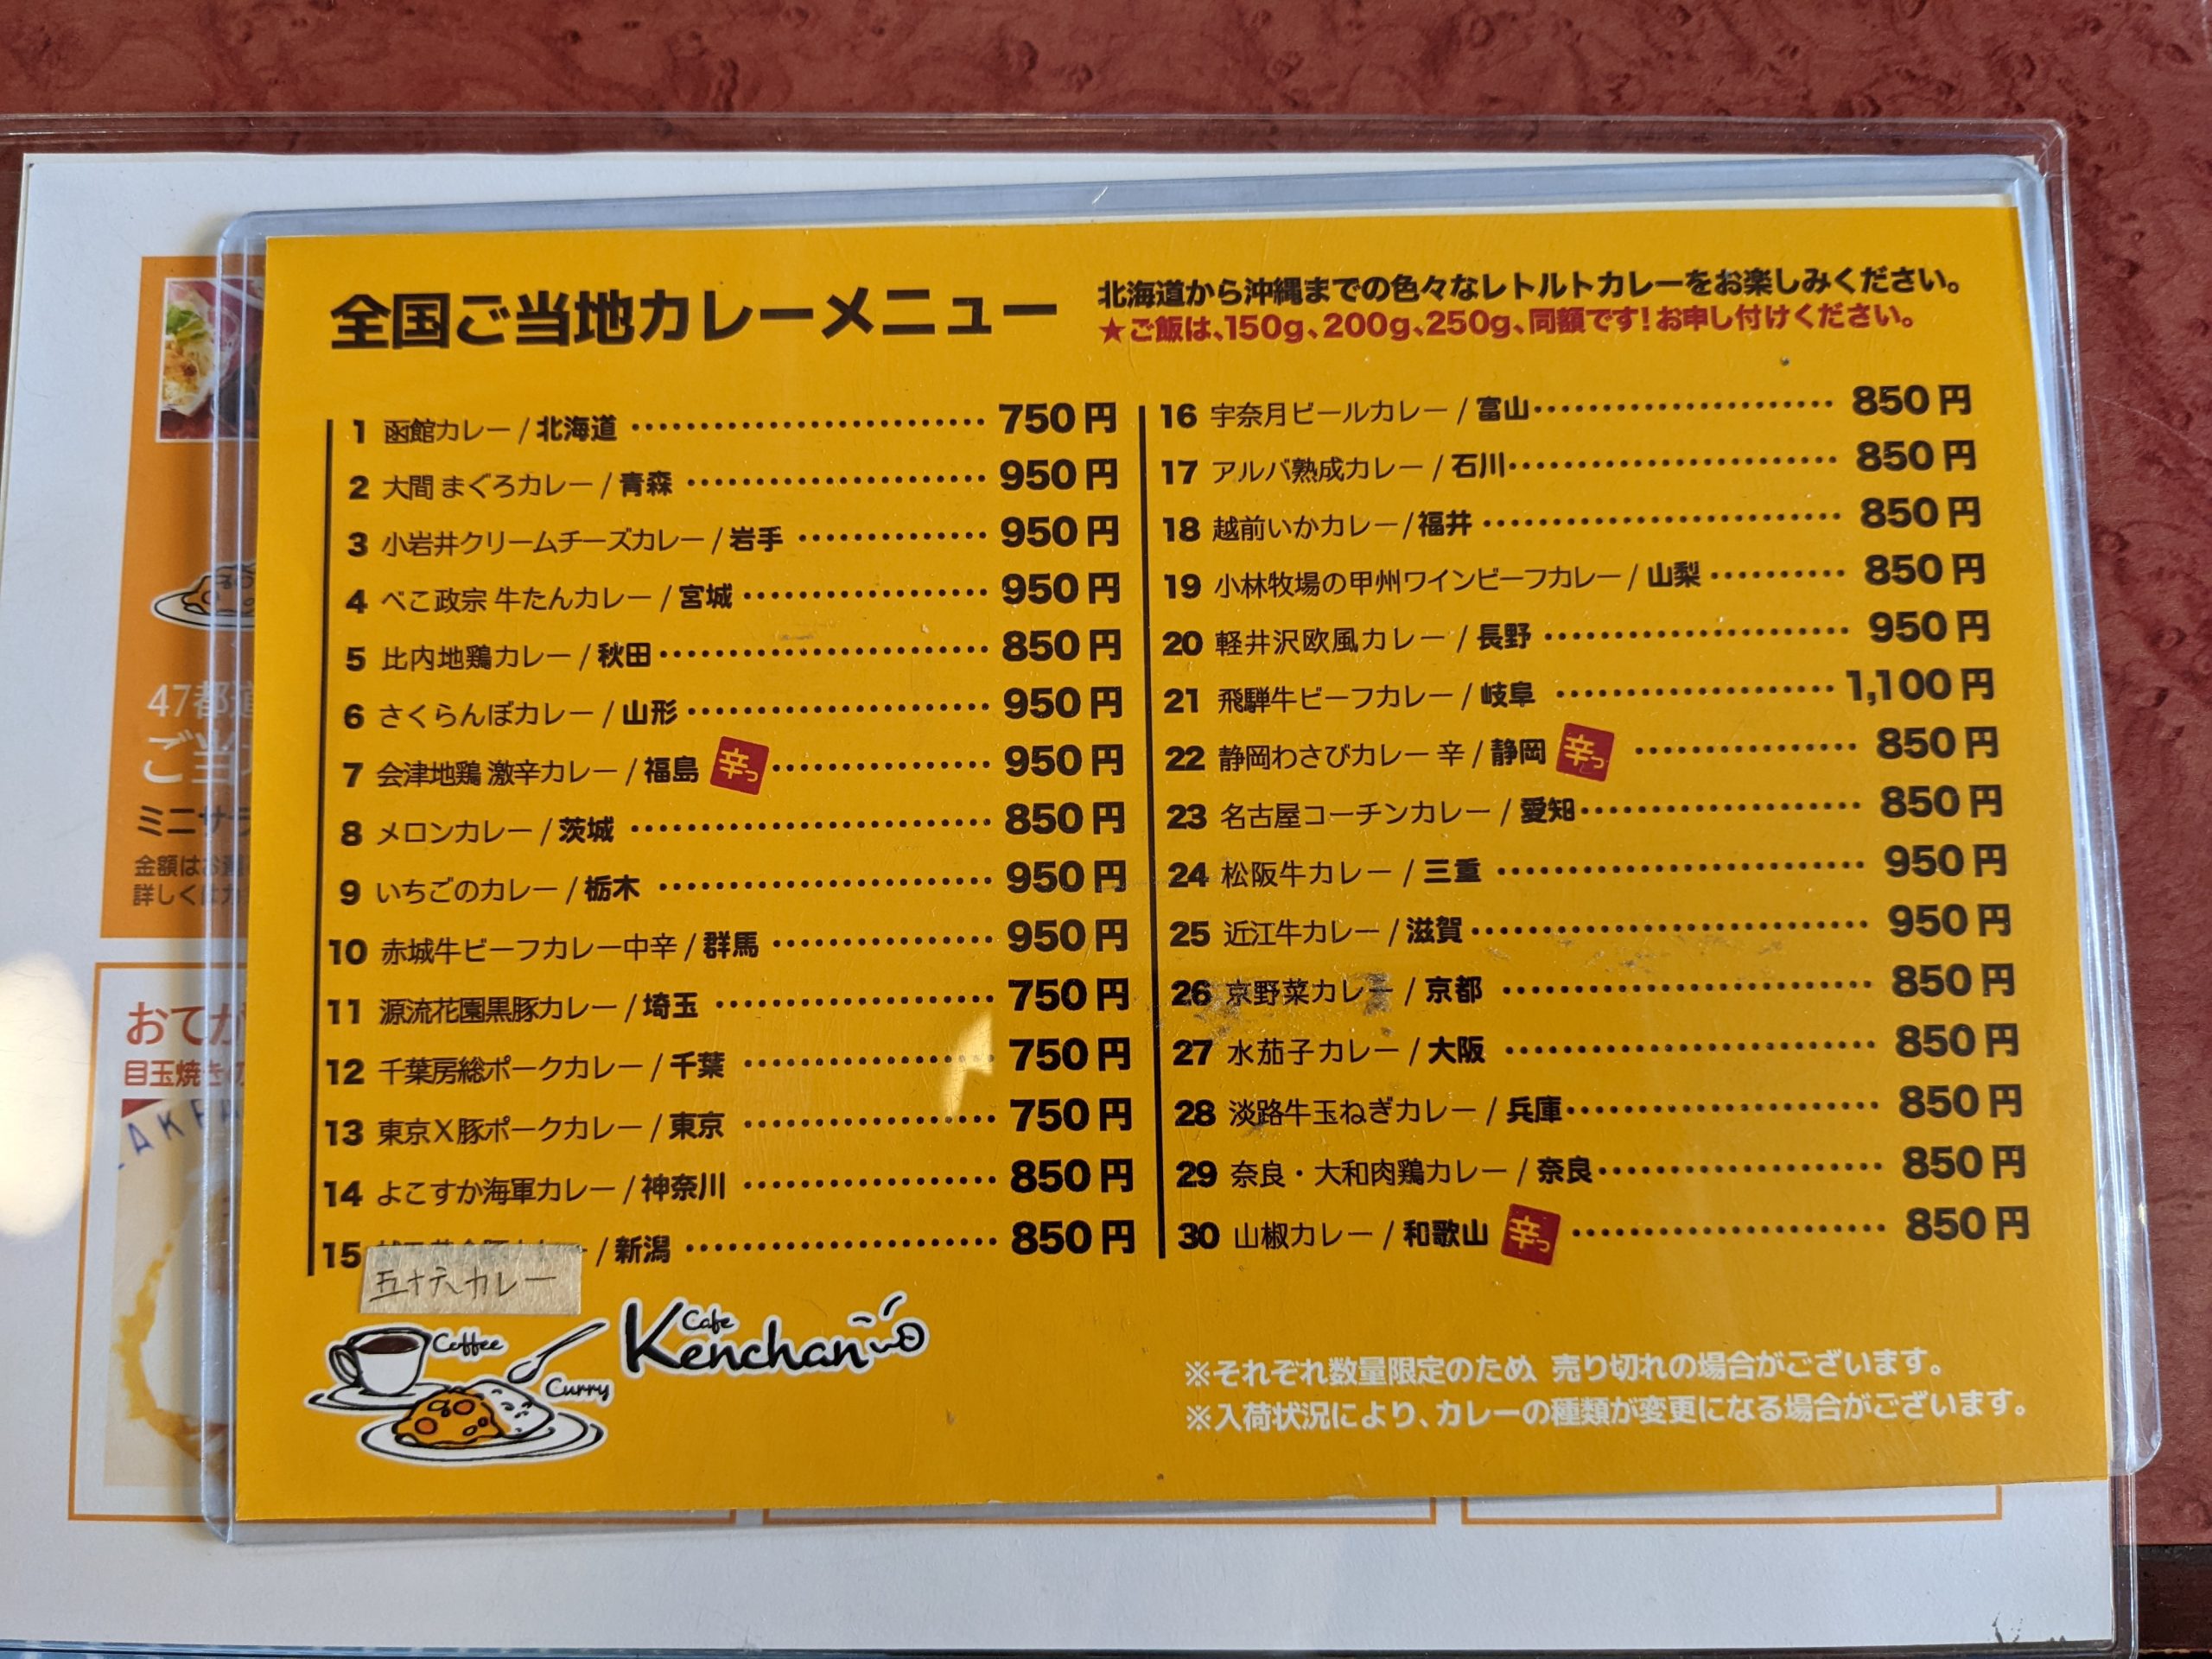 全国ご当地カレーメニュー
北海道から沖縄までの色々なレトルトカレーをお楽しみください。
★ご飯は、150g、200g、250g、同額です!お申し付けください。
1 函館カレー / 北海道 750円
2 大間 まぐろカレー / 青森 950円
3 小岩井クリームチーズカレー / 岩手 950円
4 べこ政宗 牛たんカレー / 宮城 950円
5 比内地鶏カレー / 秋田 850円
6 さくらんぼカレー / 山形 950円
7 会津地鶏 激辛カレー / 福島 辛っ 950円
8 メロンカレー / 茨城 850円
9 いちごのカレー / 栃木 950円
10 赤城牛ビーフカレー中辛 / 群馬 950円
11 源流花園黒豚カレー / 埼玉 750円
12 千葉房総ポークカレー / 千葉 750円
13 東京X豚ポークカレー / 東京 750円
14 よこすか海軍カレー / 神奈川 850円
15 / 新潟 850円
五十六カレー
16 宇奈月ビールカレー / 富山 850円
17 アルバ熟成カレー / 石川 850円
18 越前いかカレー / 福井 850円
19 小林牧場の甲州ワインビーフカレー / 山梨 850円
20 軽井沢欧風カレー / 長野 950円
21 飛騨牛ビーフカレー / 岐阜 1,100円
22 静岡わさびカレー 辛 / 静岡 辛っ 850円
23 名古屋コーチンカレー / 愛知 850円
24 松阪牛カレー / 三重 950円
25 近江牛カレー / 滋賀 950円
26 京野菜カレー / 京都 850円
27 水茄子カレー / 大阪 850円
28 淡路牛玉ねぎカレー / 兵庫 850円
29 奈良・大和肉鶏カレー / 奈良 850円
30 山椒カレー / 和歌山 辛っ 850円
Coffee
Curry
Cafe
Kenchan
※それぞれ数量限定のため 売り切れの場合がございます。
※入荷状況により、カレーの種類が変更になる場合がございます。
47都道
ご当
ミニサラ
金額はお
詳しくは
おてが
目玉焼き